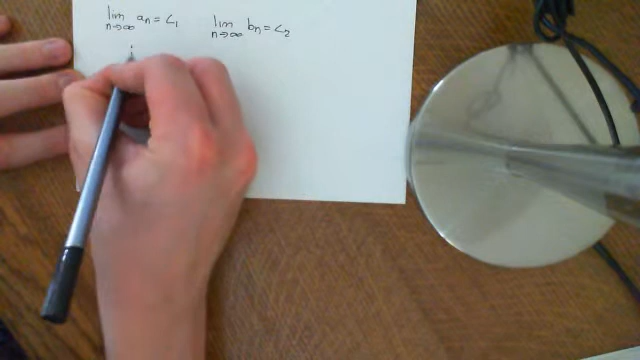 lim n→∞ an = L1 lim n→∞ bn = L2